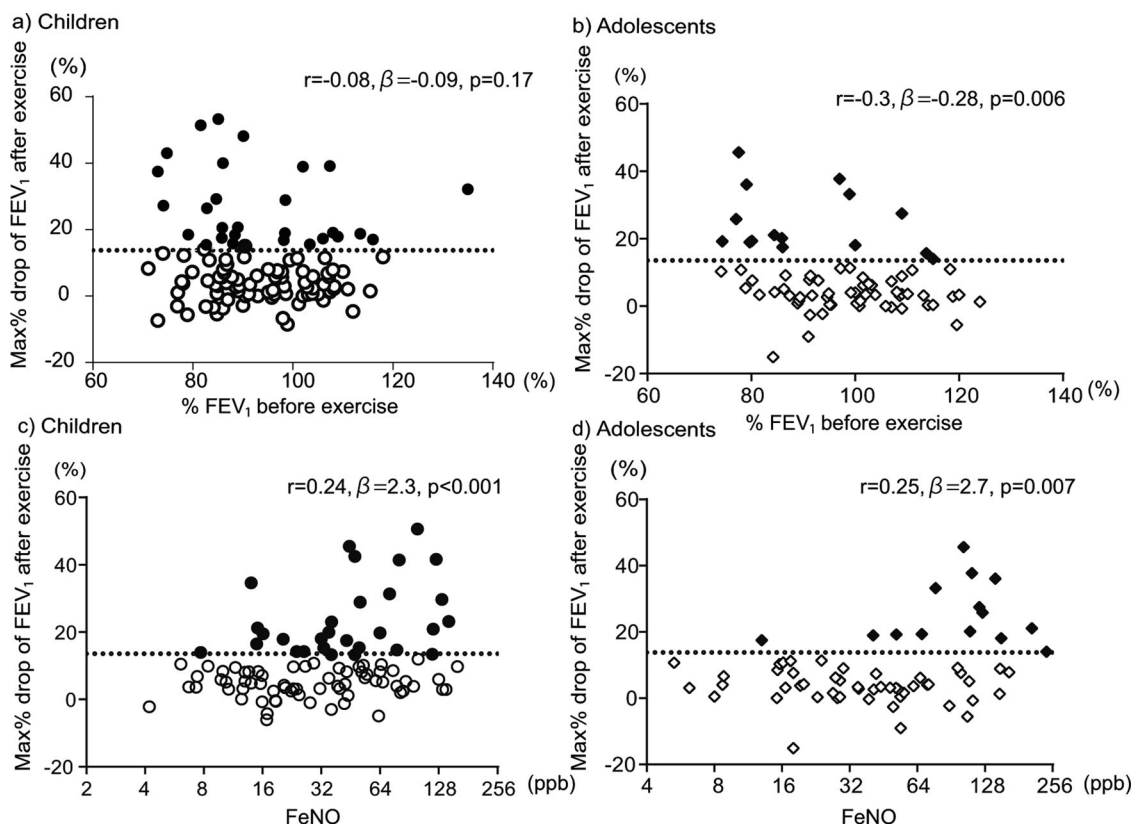 a) Children
(%)
r=-0.08, β=-0.09, p=0.17
Max% drop of FEV₁ after exercise
60
40
20
0
-20
60
80
100
120
140
(%)
% FEV₁ before exercise
b) Adolescents
(%)
r=-0.3, β=-0.28, p=0.006
Max% drop of FEV₁ after exercise
60
40
20
0
-20
60
80
100
120
140
(%)
% FEV₁ before exercise
c) Children
(%)
r=0.24, β=2.3, p<0.001
Max% drop of FEV₁ after exercise
60
40
20
0
-20
2
4
8
16
32
64
128
256
(ppb)
FeNO
d) Adolescents
(%)
r=0.25, β=2.7, p=0.007
Max% drop of FEV₁ after exercise
60
40
20
0
-20
4
8
16
32
64
128
256
(ppb)
FeNO